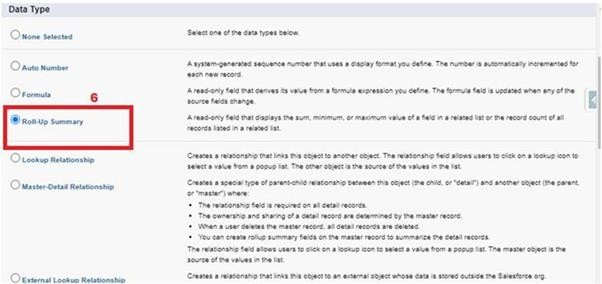 Data Type
None Selected
Select one of the data types below.
Auto Number
A system-generated sequence number that uses a display format you define. The number is automatically incremented for
each new record.
Formula
A read-only field that derives its value from a formula expression you define. The formula field is updated when any of the
source fields change.
6
Roll-Up Summary
A read-only field that displays the sum, minimum, or maximum value of a field in a related list or the record count of all
records listed in a related list.
Lookup Relationship
Creates a relationship that links this object to another object. The relationship field allows users to click on a lookup icon to
select a value from a popup list. The other object is the source of the values in the list.
Master-Detail Relationship
Creates a special type of parent-child relationship between this object (the child, or "detail") and another object (the parent,
or "master") where:
• The relationship field is required on all detail records.
• The ownership and sharing of a detail record are determined by the master record.
• When a user deletes the master record, all detail records are deleted.
• You can create rollup summary fields on the master record to summarize the detail records.
The relationship field allows users to click on a lookup icon to select a value from a popup list. The master object is the
source of the values in the list.
External Lookup Relationship
Creates a relationship that links this object to an external object whose data is stored outside the Salesforce org.